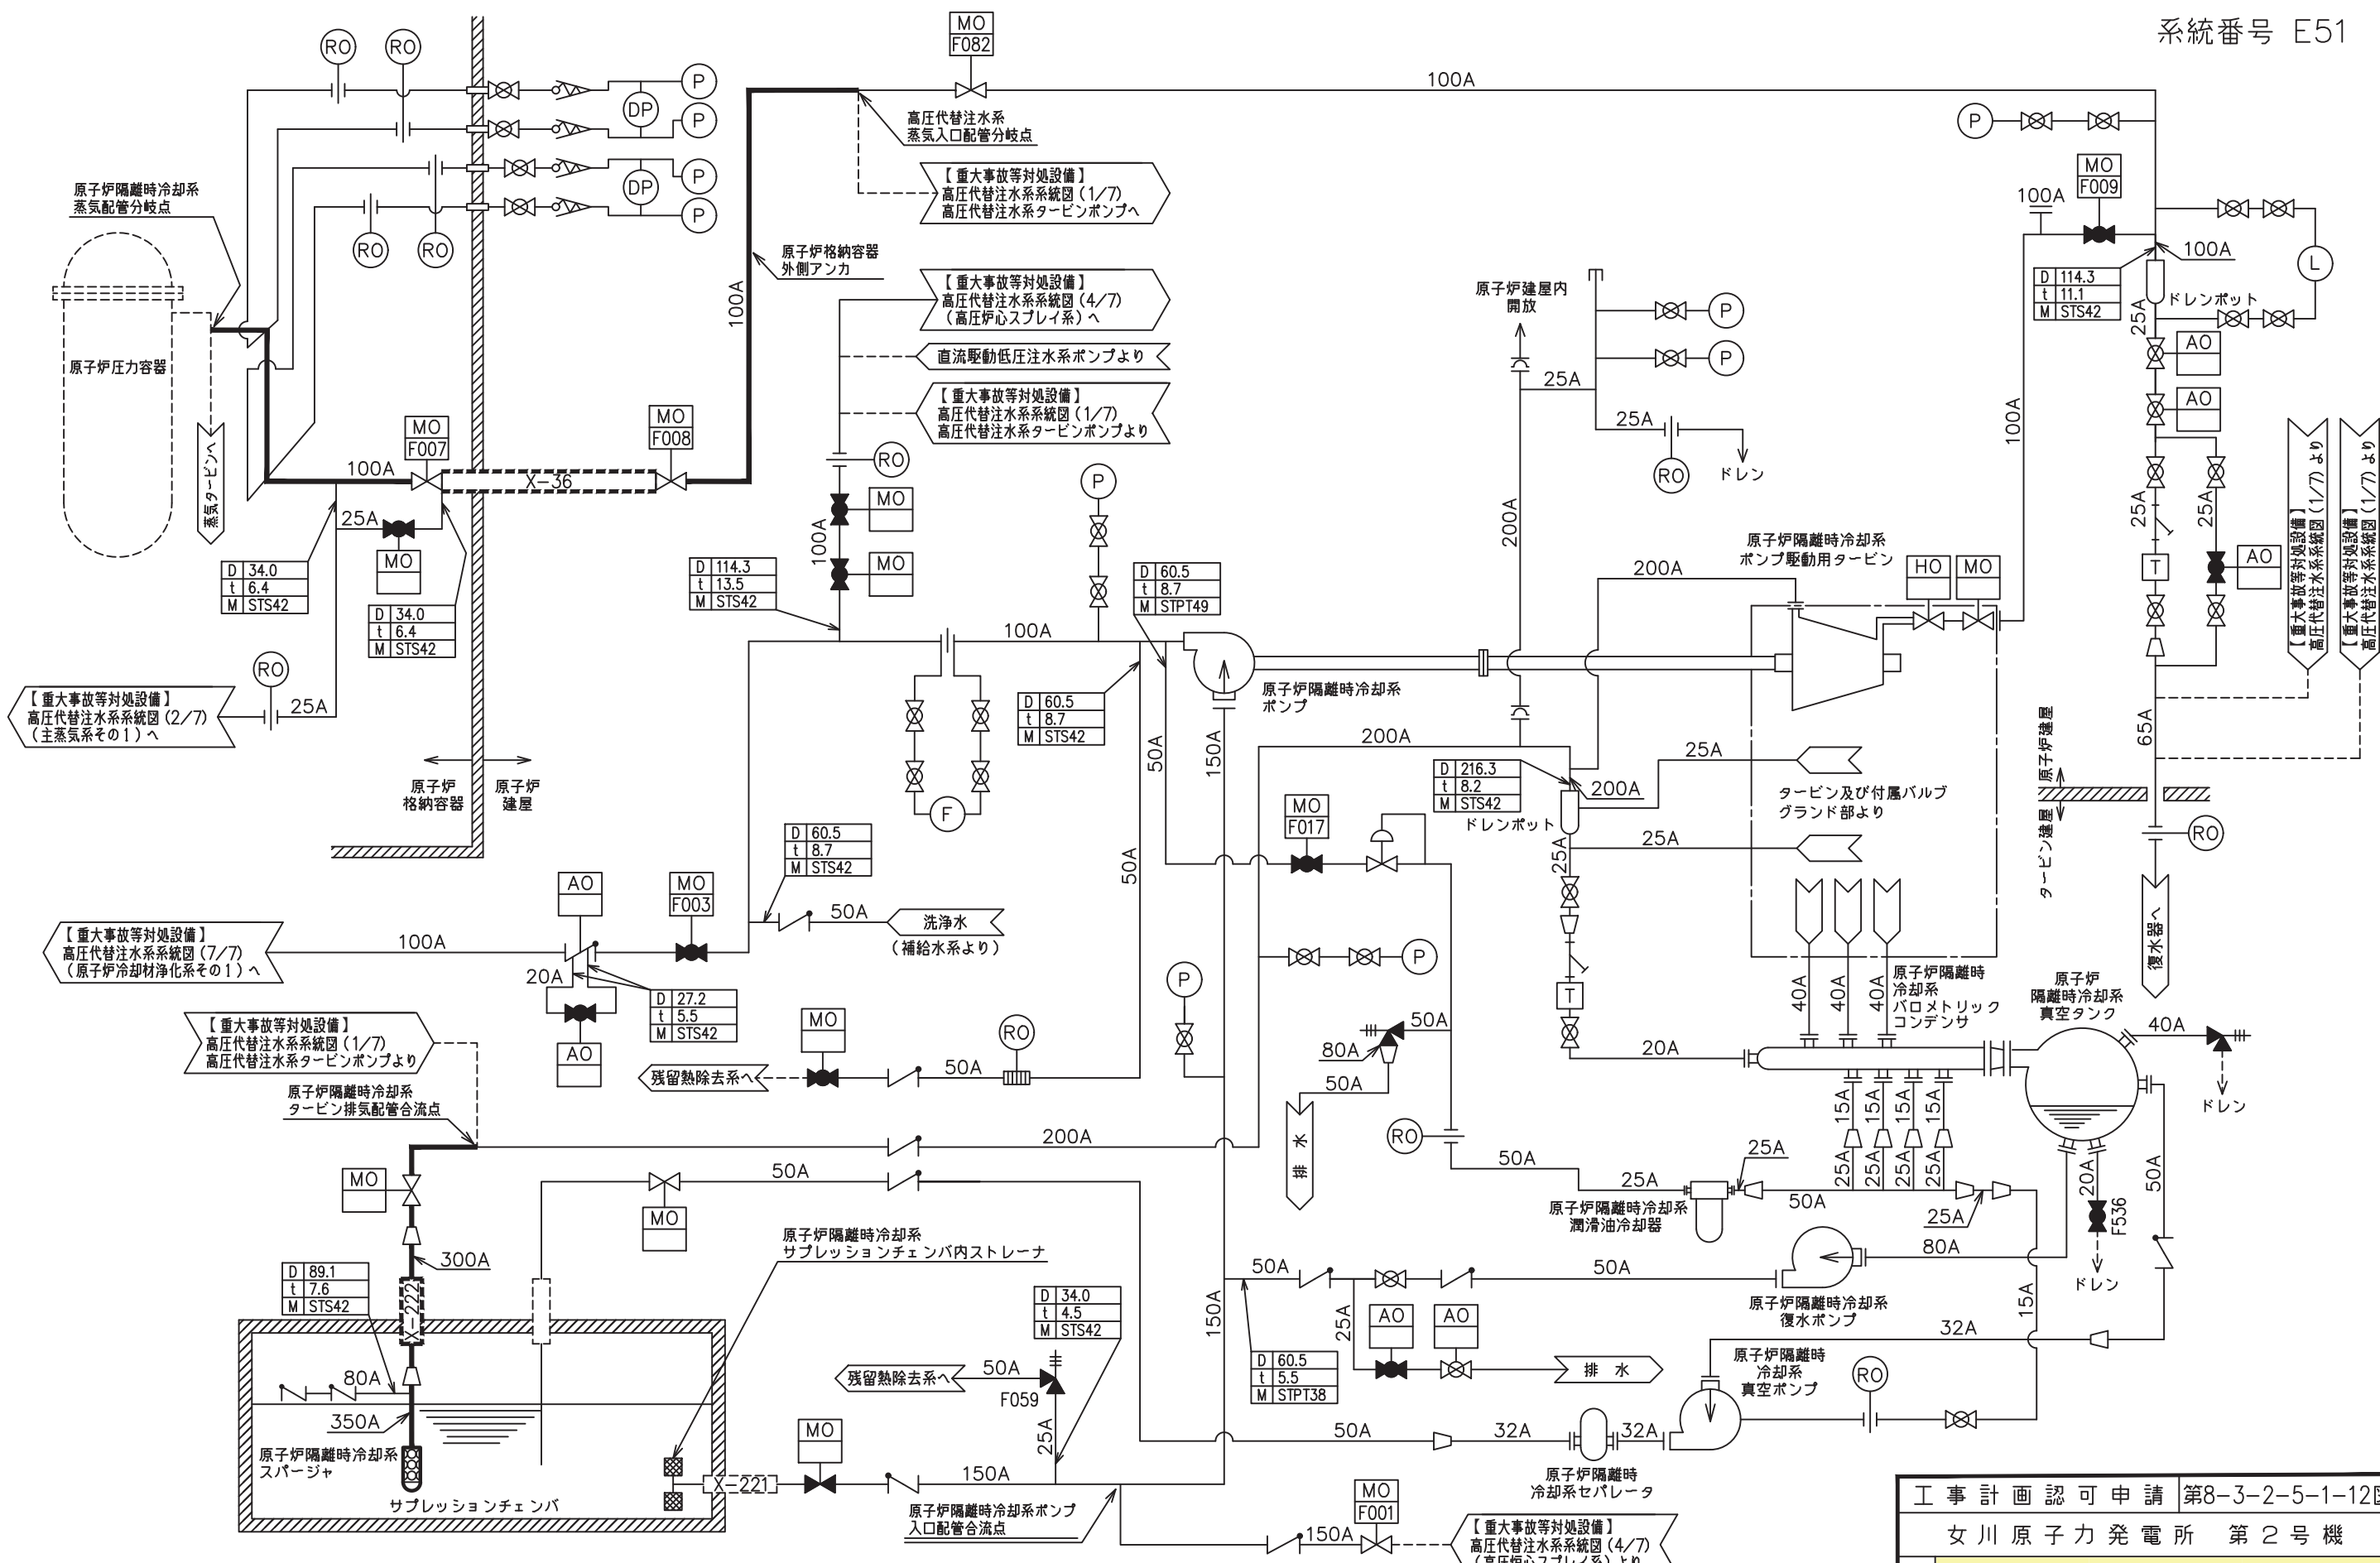 系統番号 E51
RO
RO
P
P
DP
P
P
DP
RO
RO
原子炉隔離時冷却系
蒸気配管分岐点
原子炉圧力容器
蒸気タービンへ
MO
F082
100A
高圧代替注水系
蒸気入口配管分岐点
【 重大事故等対処設備 】
高圧代替注水系系統図 (1/7)
高圧代替注水系タービンポンプへ
原子炉格納容器
外側アンカ
100A
【 重大事故等対処設備 】
高圧代替注水系系統図 (4/7)
( 高圧炉心スプレイ系 ) へ
直流駆動低圧注水系ポンプより
【 重大事故等対処設備 】
高圧代替注水系系統図 (1/7)
高圧代替注水系タービンポンプより
RO
MO
MO
100A
P
原子炉建屋内
開放
P
P
25A
25A
RO
ドレン
200A
P
MO
F009
100A
100A
L
D 114.3
t 11.1
M STS42
ドレンポット
25A
AO
AO
100A
25A
25A
AO
T
【 重大事故等対処設備 】
高圧代替注水系系統図 (1/7) より
【 重大事故等対処設備 】
高圧代替注水系系統図 (1/7) より
MO
F007
100A
X-36
MO
F008
25A
MO
D 34.0
t 6.4
M STS42
D 34.0
t 6.4
M STS42
RO
25A
【 重大事故等対処設備 】
高圧代替注水系系統図 (2/7)
( 主蒸気系その1 ) へ
原子炉
格納容器
原子炉
建屋
D 114.3
t 13.5
M STS42
D 60.5
t 8.7
M STPT49
100A
D 60.5
t 8.7
M STS42
原子炉隔離時冷却系
ポンプ
F
50A
150A
50A
原子炉隔離時冷却系
ポンプ駆動用タービン
200A
HO
MO
200A
D 216.3
t 8.2
M STS42
200A
ドレンポット
25A
25A
25A
タービン及び付属バルブ
グランド部より
65A
原子炉建屋
タービン建屋
RO
復水器へ
MO
F017
D 60.5
t 8.7
M STS42
50A
洗浄水
( 補給水系より )
AO
MO
F003
100A
【 重大事故等対処設備 】
高圧代替注水系系統図 (7/7)
( 原子炉冷却材浄化系その1 ) へ
20A
AO
D 27.2
t 5.5
M STS42
P
P
T
40A
40A
40A
原子炉隔離時
冷却系
バロメトリック
コンデンサ
原子炉
隔離時冷却系
真空タンク
40A
ドレン
【 重大事故等対処設備 】
高圧代替注水系系統図 (1/7)
高圧代替注水系タービンポンプより
原子炉隔離時冷却系
タービン排気配管合流点
MO
RO
残留熱除去系へ
50A
50A
80A
50A
排 水
RO
20A
15A
15A
15A
15A
25A
25A
25A
25A
200A
50A
50A
25A
25A
50A
25A
20A
F536
ドレン
50A
原子炉隔離時冷却系
潤滑油冷却器
MO
MO
300A
原子炉隔離時冷却系
サプレッションチェンバ内ストレーナ
D 89.1
t 7.6
M STS42
X-222
80A
350A
原子炉隔離時冷却系
スパージャ
サプレッションチェンバ
X-221
MO
150A
D 34.0
t 4.5
M STS42
残留熱除去系へ
50A
F059
25A
150A
50A
50A
25A
AO
AO
D 60.5
t 5.5
M STPT38
排 水
80A
原子炉隔離時冷却系
復水ポンプ
15A
32A
原子炉隔離時
冷却系
真空ポンプ
RO
50A
32A
32A
原子炉隔離時
冷却系セパレータ
原子炉隔離時冷却系ポンプ
入口配管合流点
MO
F001
150A
【 重大事故等対処設備 】
高圧代替注水系系統図 (4/7)
( 高圧炉心スプレイ系 ) より
工事計画認可申請
第8-3-2-5-1-12図
女川原子力発電所 第2号機